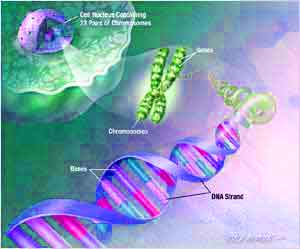 Cell Nucleus Containing
23 Pairs of Chromosomes
Genes
Chromosomes
Bases
DNA Strand